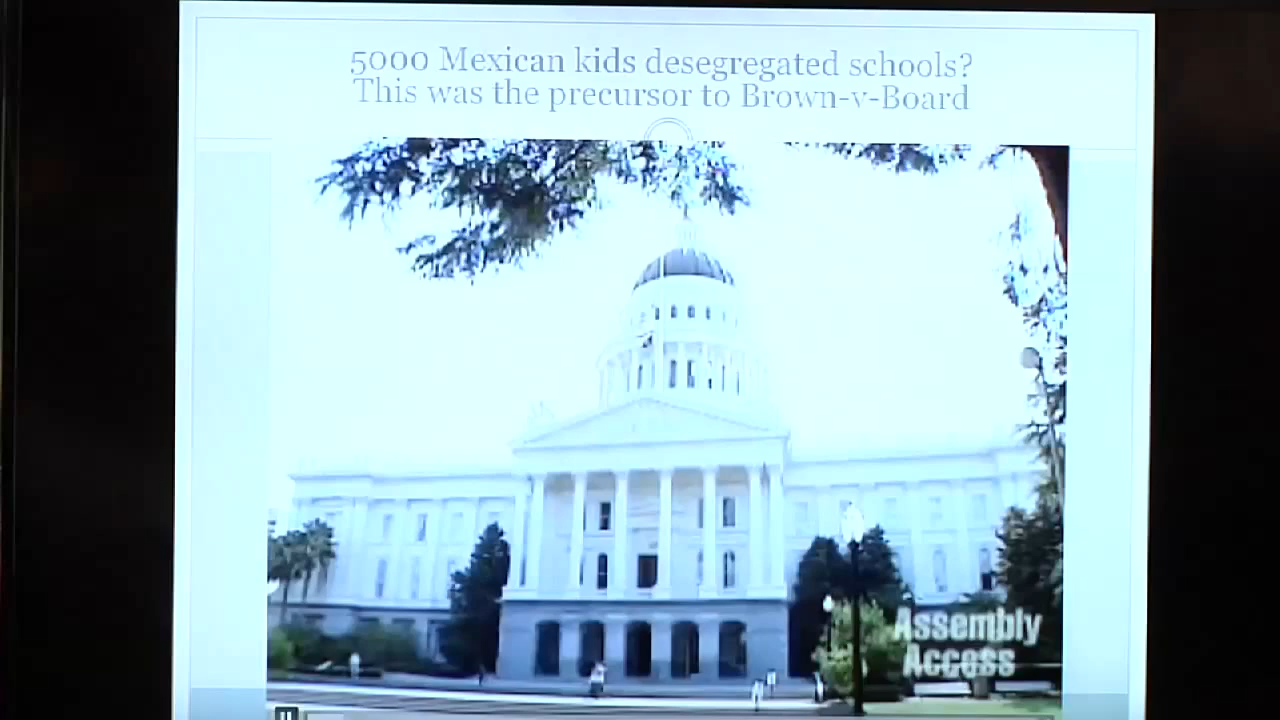 5000 Mexican kids desegregated schools?
This was the precursor to Brown-v-Board
Assembly
Access